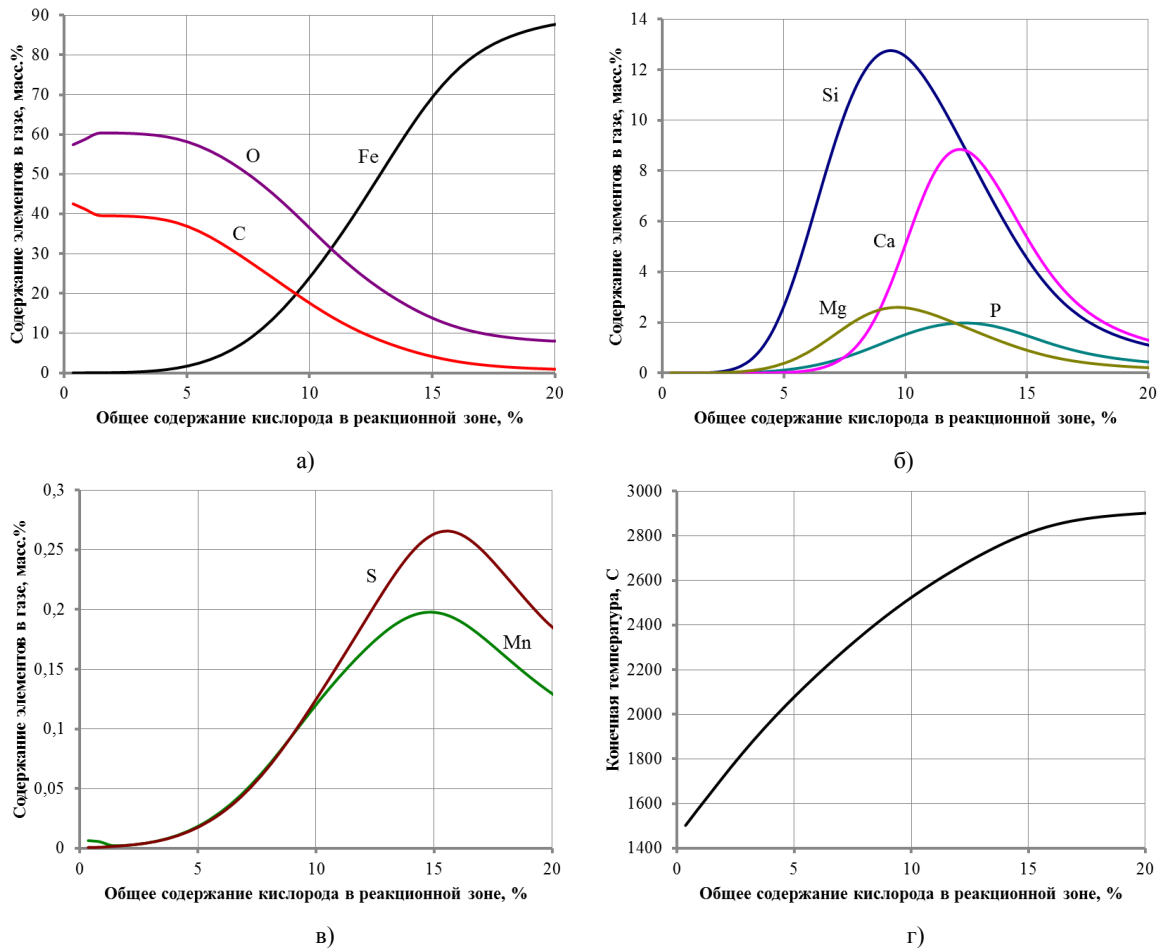 Содержание элементов в газе, масс.%
90
80
70
60
50
40
30
20
10
0
O
Fe
C
0
5
10
15
20
Общее содержание кислорода в реакционной зоне, %
а)
Содержание элементов в газе, масс.%
14
12
10
8
6
4
2
0
Si
Ca
Mg
P
0
5
10
15
20
Общее содержание кислорода в реакционной зоне, %
б)
Содержание элементов в газе, масс.%
0,3
0,25
0,2
0,15
0,1
0,05
0
S
Mn
0
5
10
15
20
Общее содержание кислорода в реакционной зоне, %
в)
Конечная температура, С
3000
2800
2600
2400
2200
2000
1800
1600
1400
0
5
10
15
20
Общее содержание кислорода в реакционной зоне, %
г)